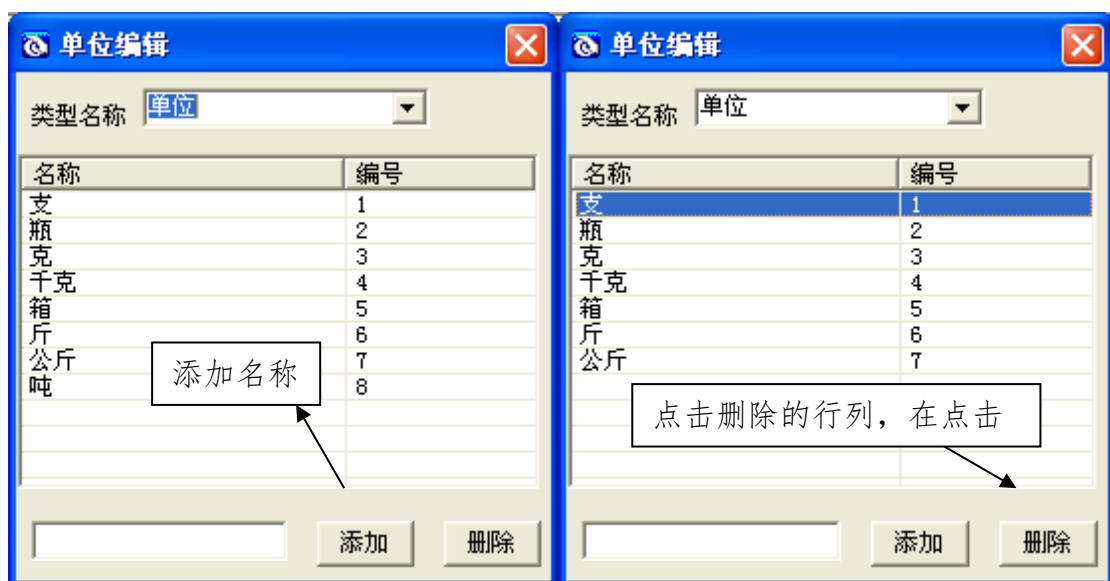 单位编辑
类型名称 单位
名称 编号
支 1
瓶 2
克 3
千克 4
箱 5
斤 6
公斤 7
吨 8
添加名称
添加 删除
单位编辑
类型名称 单位
名称 编号
支 1
瓶 2
克 3
千克 4
箱 5
斤 6
公斤 7
点击删除的行列，在点击
添加 删除